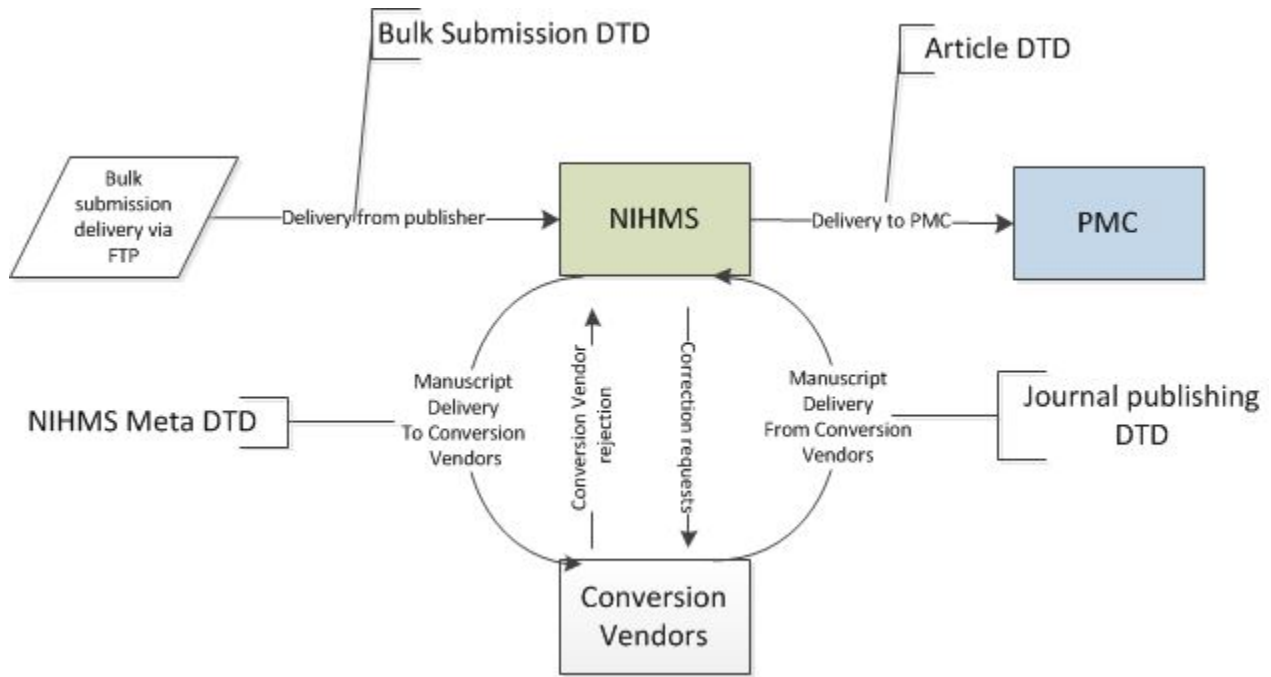 Bulk Submission DTD
Article DTD
Bulk
submission
delivery via
FTP
Delivery from publisher
NIHMS
Delivery to PMC
PMC
NIHMS Meta DTD
Manuscript
Delivery
To Conversion
Vendors
Conversion Vendor
rejection
Correction requests
Manuscript
Delivery
From Conversion
Vendors
Journal publishing
DTD
Conversion
Vendors